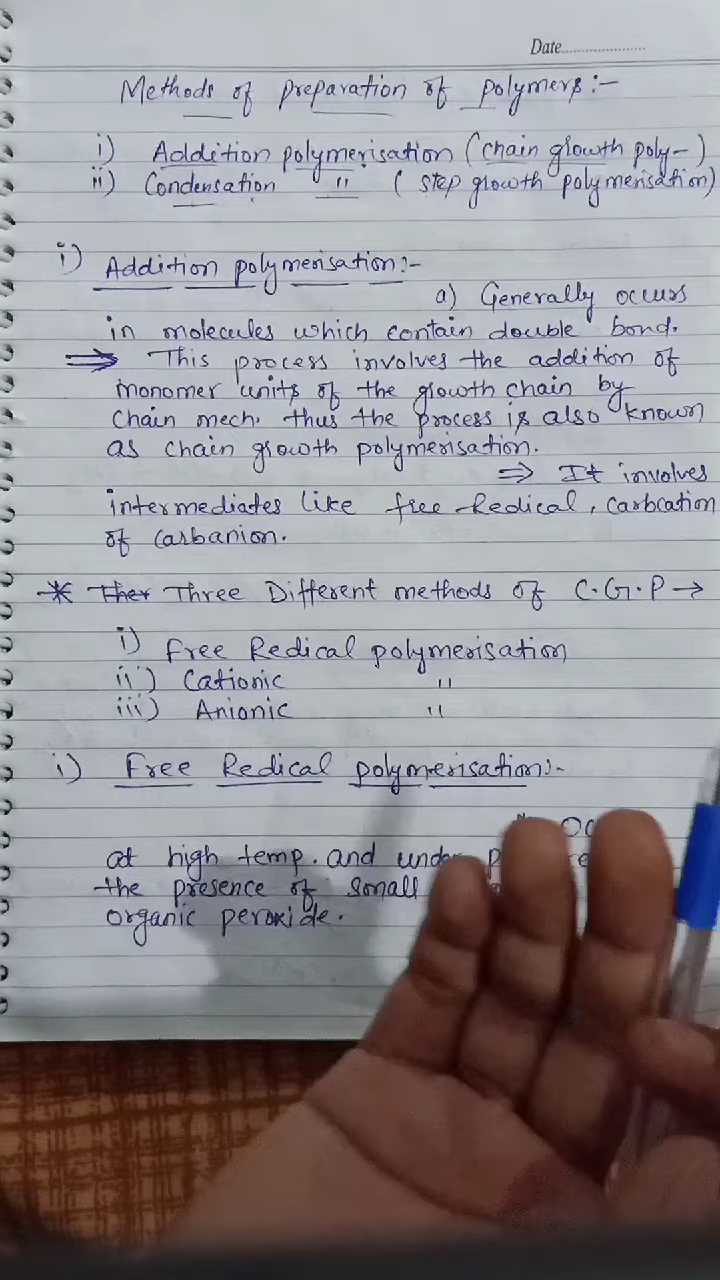 Date.....................
Methods of preparation of polymers:-
i) Addition polymerisation (chain growth poly-)
ii) Condensation " (step growth polymerisation)
i) Addition polymerisation:-
a) Generally occurs
in molecules which contain double bond.
⇒ This process involves the addition of
monomer units of the growth chain by
chain mech. thus the process is also known
as chain growth polymerisation.
⇒ It involves
intermediates like free Redical, carbcation
of carbanion.
* Ther Three Different methods of C.G.P →
i) Free Redical polymerisation
ii) Cationic "
iii) Anionic "
i) Free Redical polymerisation:-
at high temp. and under
the presence of small
organic peroxide.